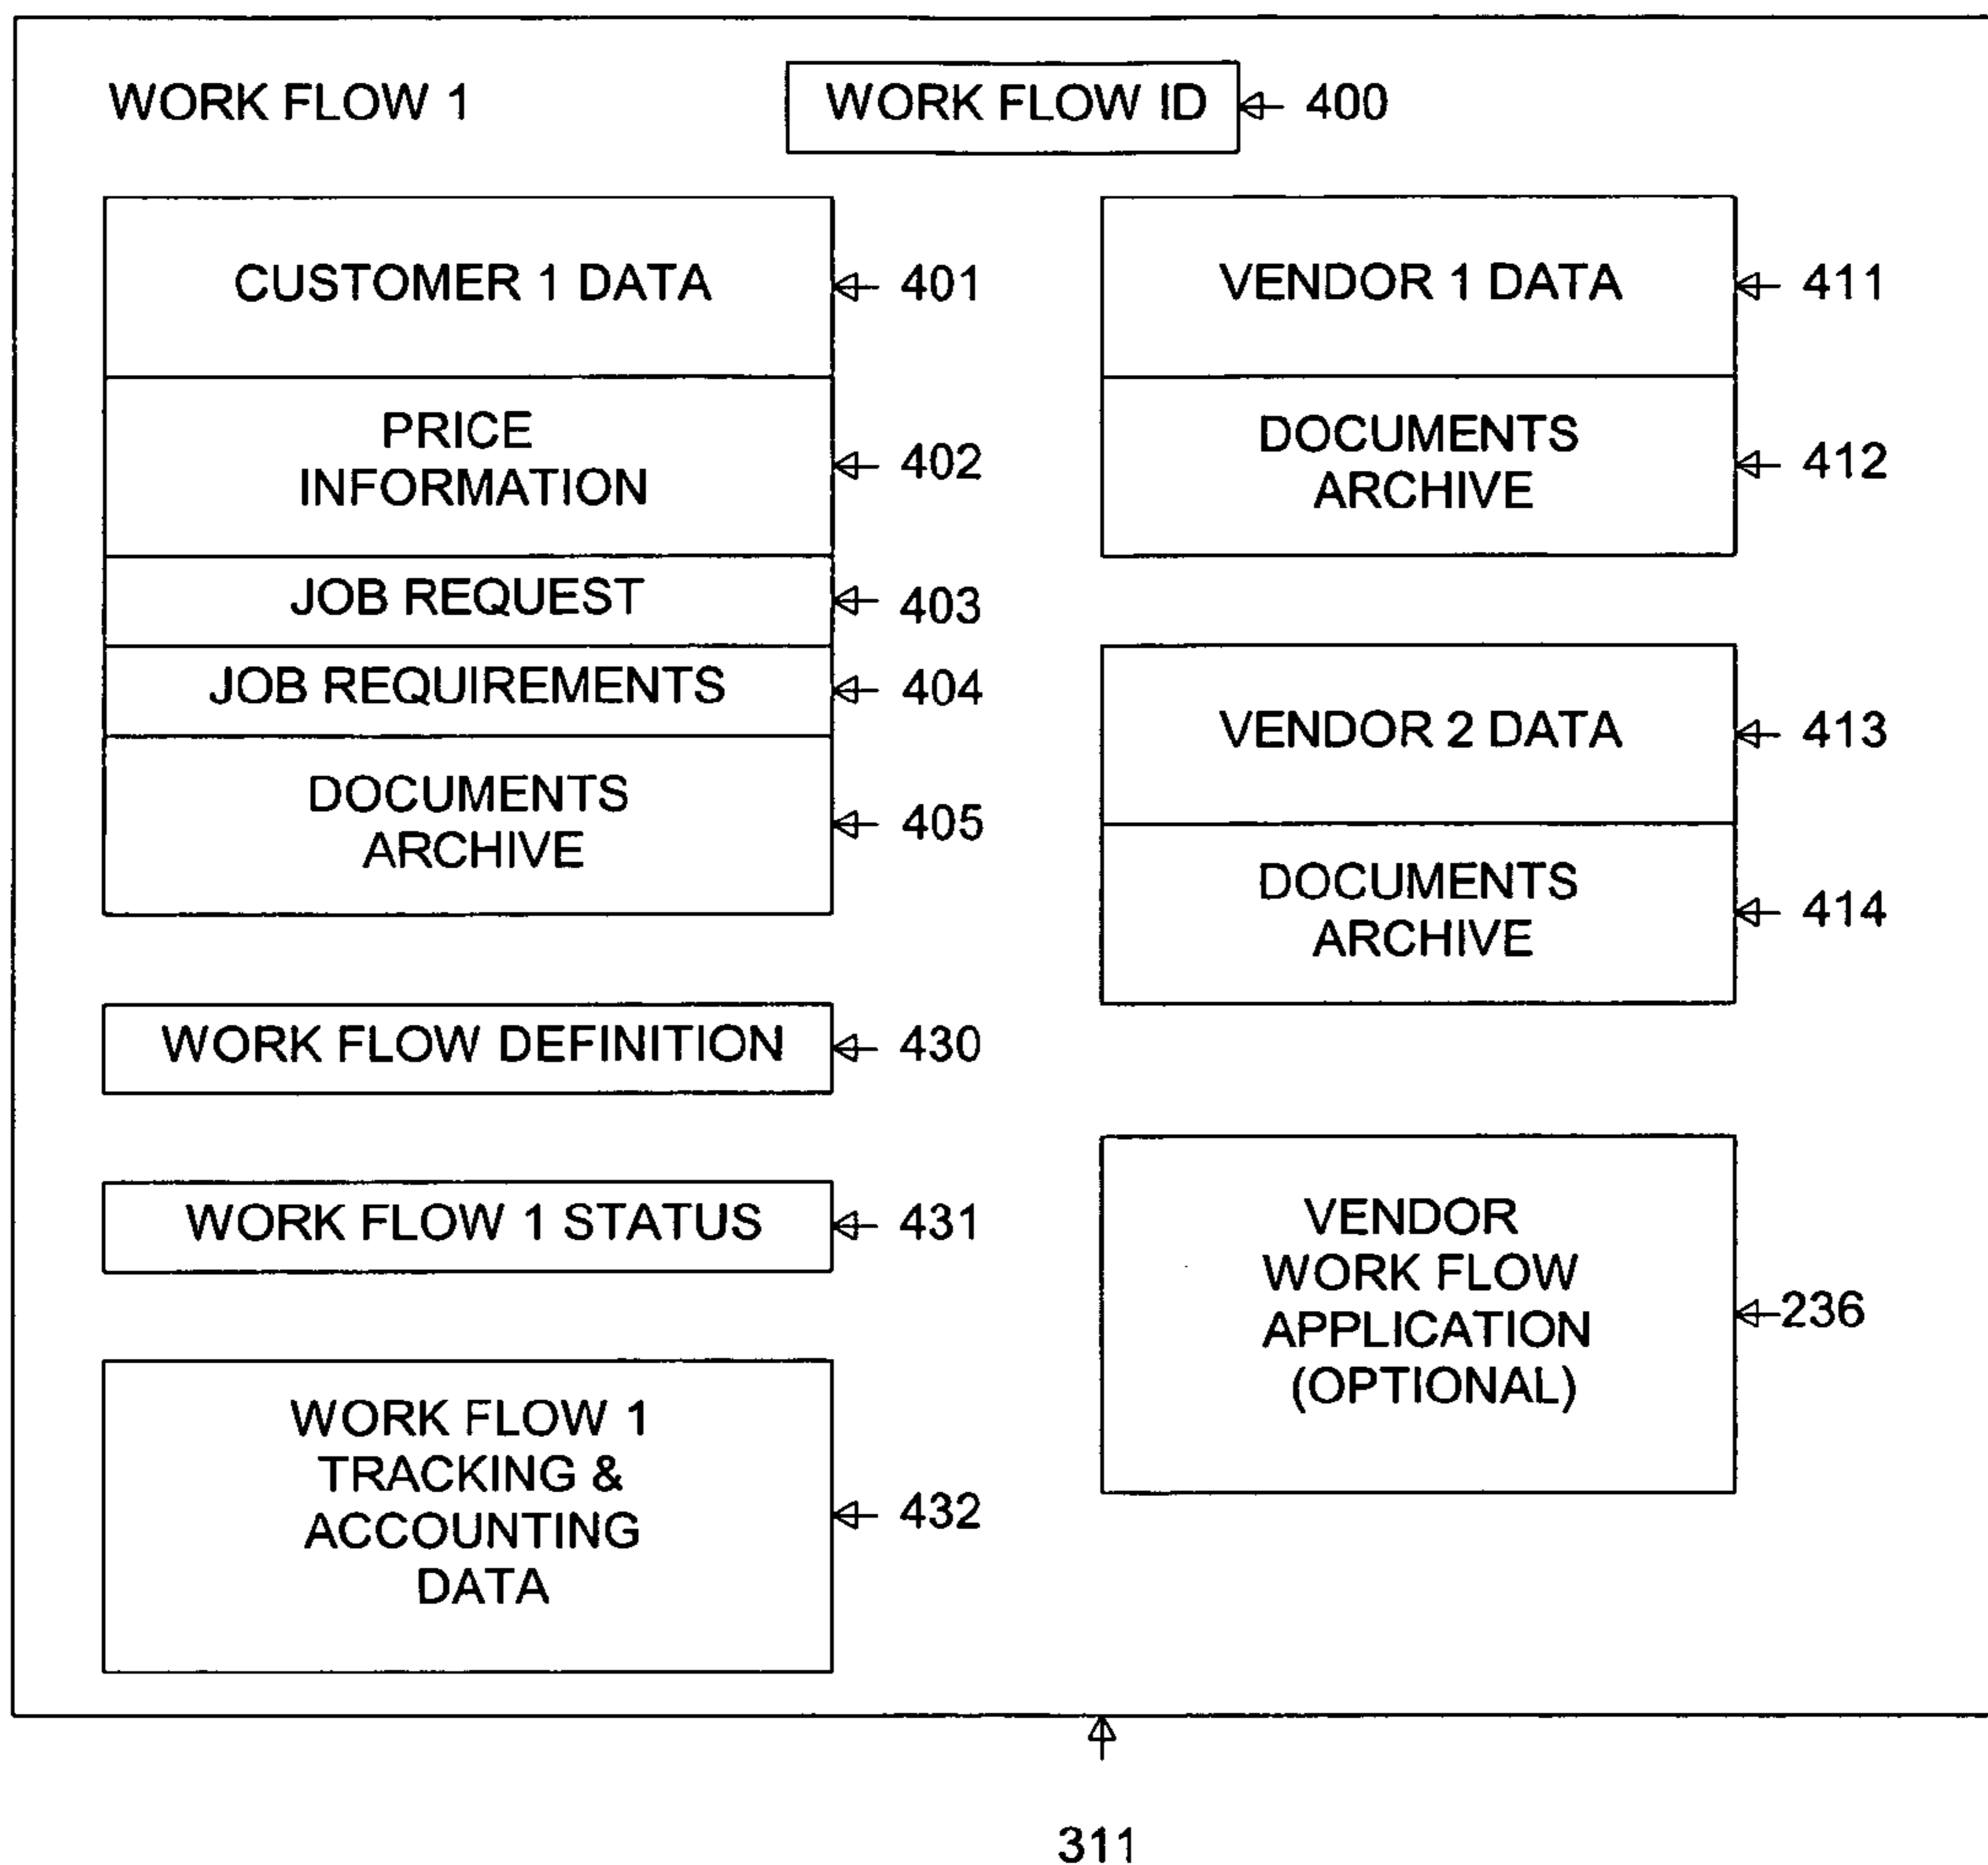 WORK FLOW 1
WORK FLOW ID
400
CUSTOMER 1 DATA
401
PRICE
INFORMATION
402
JOB REQUEST
403
JOB REQUIREMENTS
404
DOCUMENTS
ARCHIVE
405
VENDOR 1 DATA
411
DOCUMENTS
ARCHIVE
412
VENDOR 2 DATA
413
DOCUMENTS
ARCHIVE
414
WORK FLOW DEFINITION
430
WORK FLOW 1 STATUS
431
WORK FLOW 1
TRACKING &
ACCOUNTING
DATA
432
VENDOR
WORK FLOW
APPLICATION
(OPTIONAL)
236
311